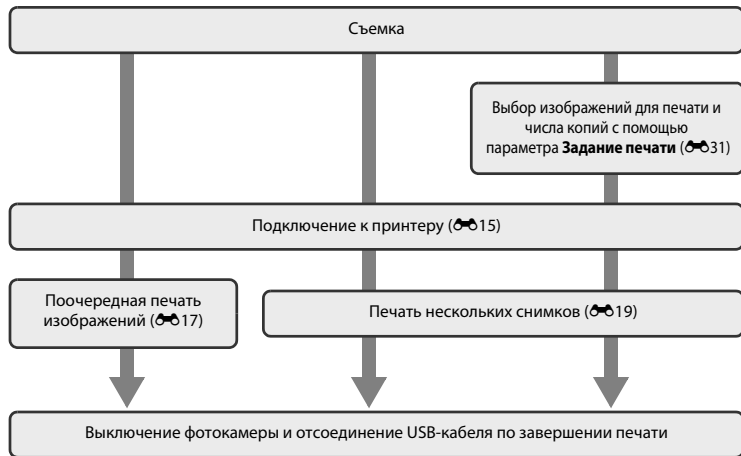 Съемка
Выбор изображений для печати и
числа копий с помощью
параметра Задание печати (31)
Подключение к принтеру (15)
Поочередная печать
изображений (17)
Печать нескольких снимков (19)
Выключение фотокамеры и отсоединение USB-кабеля по завершении печати